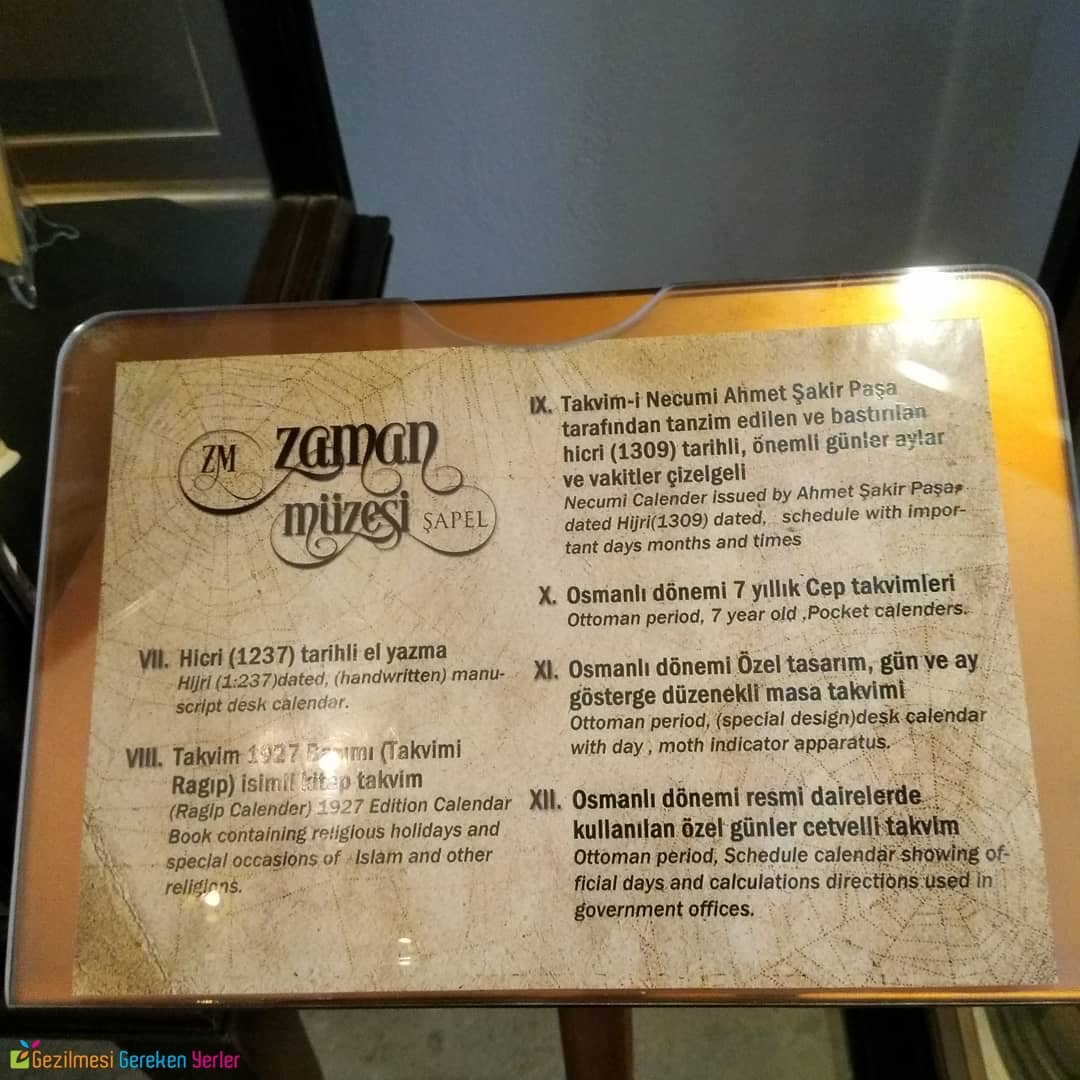 ZM zaman
müzesi ŞAPEL
VII. Hicri (1237) tarihli el yazma
Hijri (1:237)dated, (handwritten) manu-
script desk calendar.
VIII. Takvim 1927 Basımı (Takvimi
Ragıp) isimli kitap takvim
(Ragip Calender) 1927 Edition Calendar
Book containing religious holidays and
special occasions of Islam and other
religions.
IX. Takvim-i Necumi Ahmet Şakir Paşa
tarafından tanzim edilen ve bastırılan
hicri (1309) tarihli, önemli günler aylar
ve vakitler çizelgeli
Necumi Calender issued by Ahmet Şakir Paşa,
dated Hijri(1309) dated, schedule with impor-
tant days months and times
X. Osmanlı dönemi 7 yıllık Cep takvimleri
Ottoman period, 7 year old ,Pocket calenders.
XI. Osmanlı dönemi Özel tasarım, gün ve ay
gösterge düzenekli masa takvimi
Ottoman period, (special design)desk calendar
with day , moth indicator apparatus.
XII. Osmanlı dönemi resmi dairelerde
kullanılan özel günler cetvelli takvim
Ottoman period, Schedule calendar showing of-
ficial days and calculations directions used in
government offices.
Gezilmesi Gereken Yerler